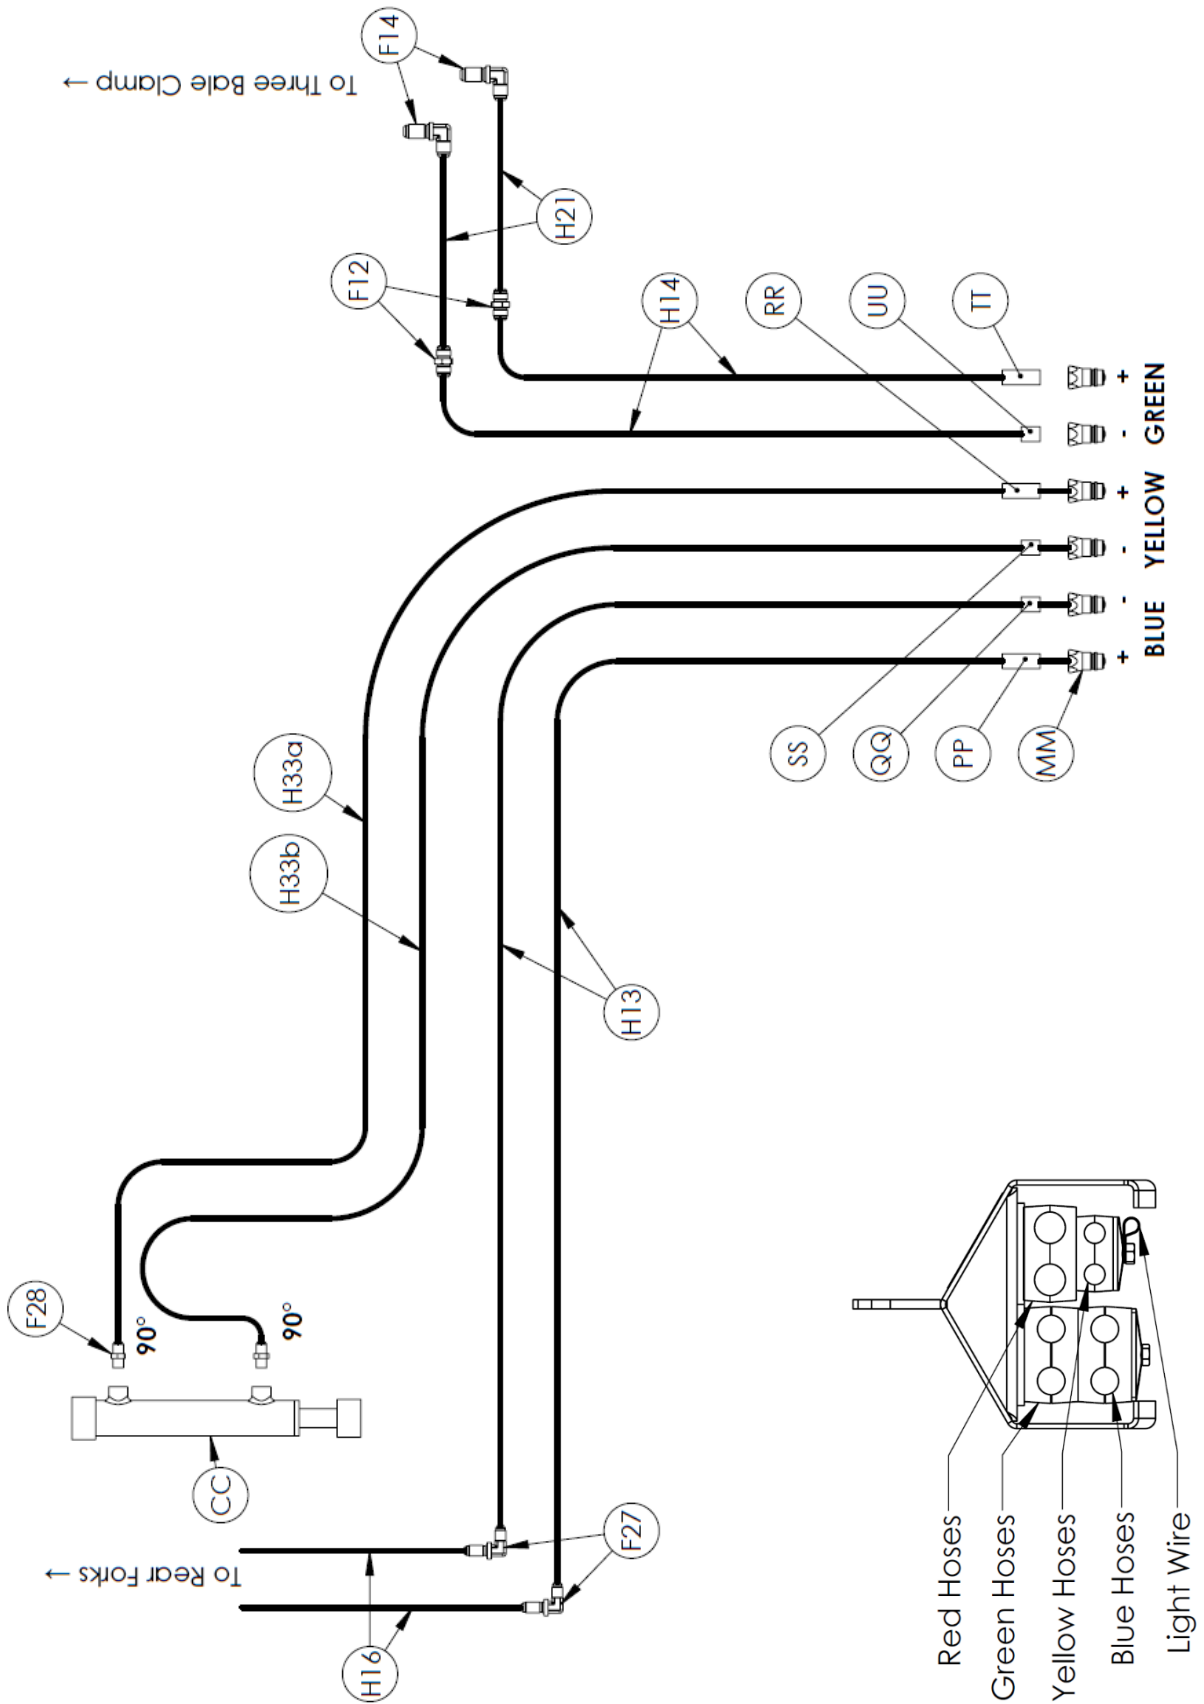 To Three Bale Clamp →
F14
F14
H21
F12
H14
RR
UU
TT
+
-
GREEN
+
-
YELLOW
-
+
BLUE
H33a
H33b
H13
SS
QQ
PP
MM
F28
90°
90°
CC
F27
To Rear Forks →
H16
Red Hoses
Green Hoses
Yellow Hoses
Blue Hoses
Light Wire